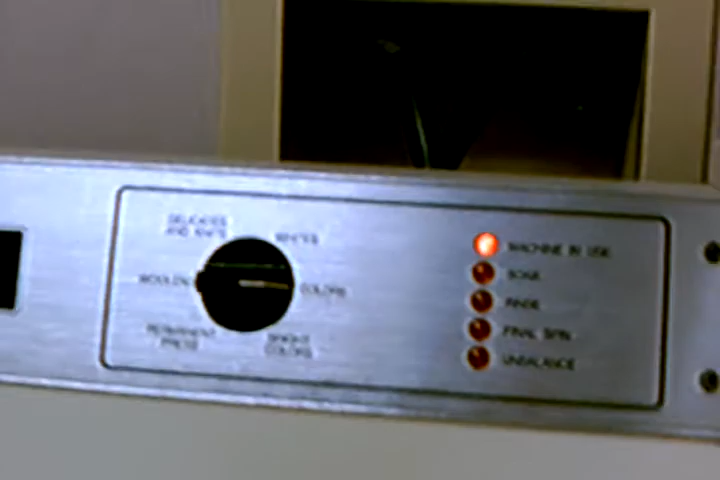 DELICATES
AND KNITS
WHITES
WOOLENS
COLORS
PERMANENT
PRESS
BRIGHT
COLORS
MACHINE IN USE
SOAK
RINSE
FINAL SPIN
UNBALANCE